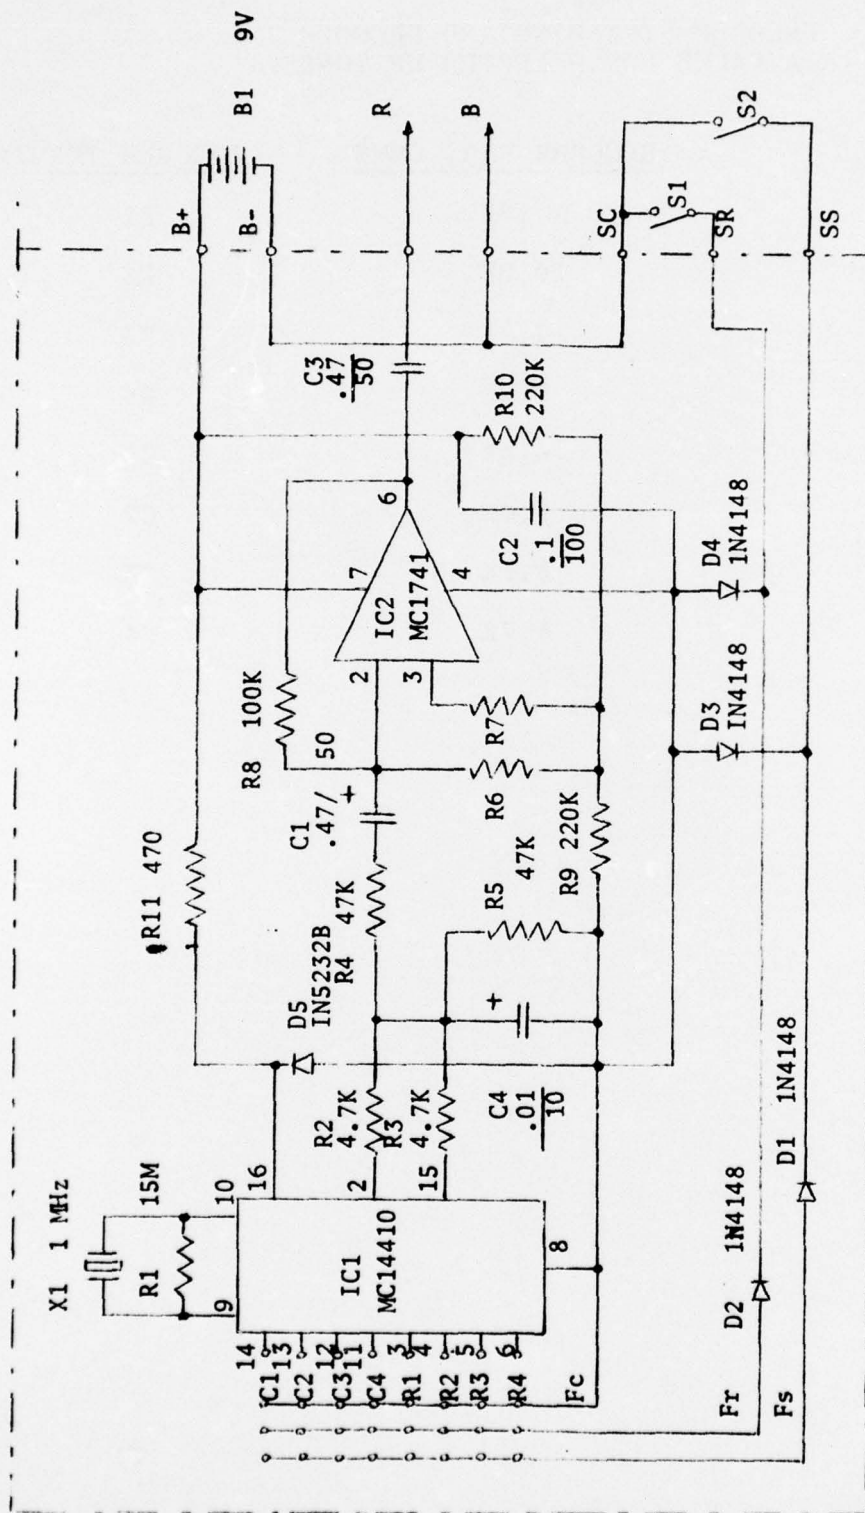 X1 1 MHz
R1
15M
9
10
IC1
MC14410
16
2
15
8
14
13
12
11
3
4
5
6
C1
C2
C3
C4
R1
R2
R3
R4
Fc
Fr
Fs
R2
4.7K
R3
4.7K
R11 470
D5
IN5232B
R4
47K
C1
.47/
50
+
R8 100K
C4
.01
10
+
R5
47K
R6
R7
R9 220K
2
3
IC2
MC1741
7
6
4
C3
.47
50
C2
.1
100
R10
220K
D3
IN4148
D4
1N4148
D2 1N4148
D1 1N4148
B+
B-
B1 9V
R
B
SC
SR
SS
S1
S2